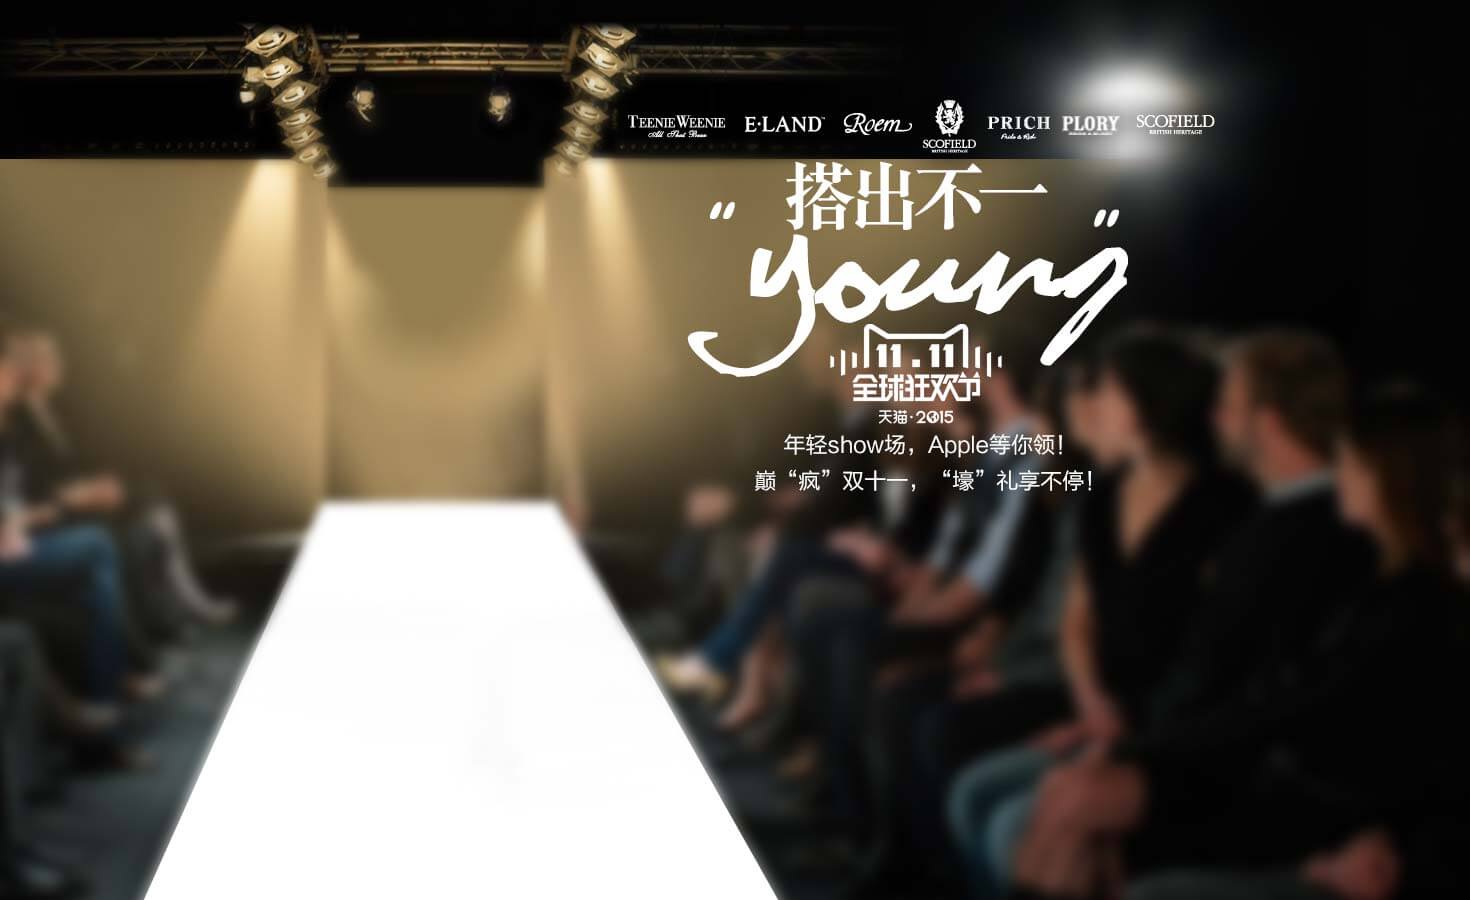 TEENIE WEENIE E·LAND Roem SCOFIELD PRICH PLORY SCOFIELD
BRITISH HERITAGE BRITISH HERITAGE
搭出不一
"young"
11.11
全球狂欢节
天猫·2015
年轻show场，Apple等你领！
巅“疯”双十一，“壕”礼享不停！